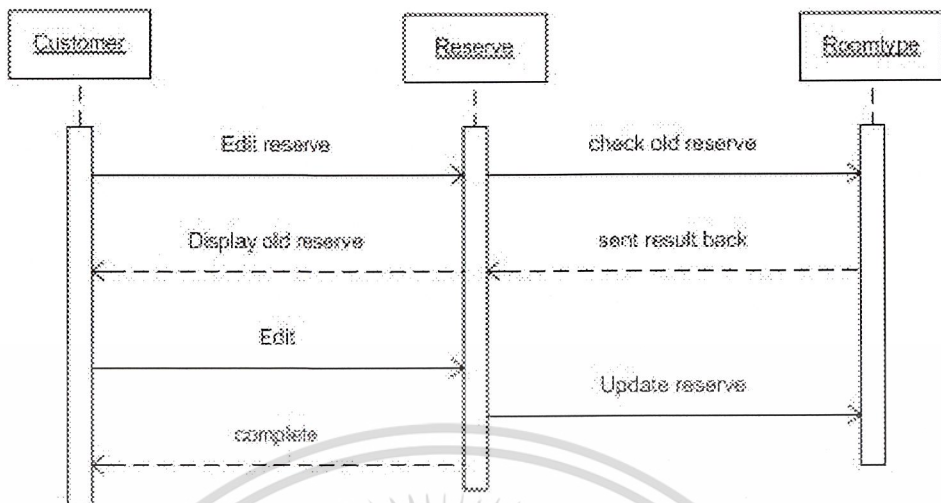 Customer
Reserve
Roomtype
Edit reserve
check old reserve
Display old reserve
sent result back
Edit
Update reserve
complete